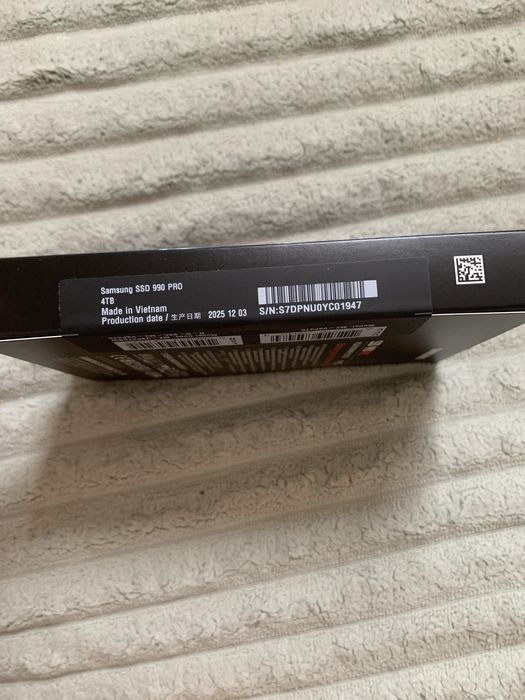 Samsung SSD 990 PRO
4TB
Made in Vietnam
Production date / 生产日期 2025 12 03
S/N:S7DPNU0YC01947